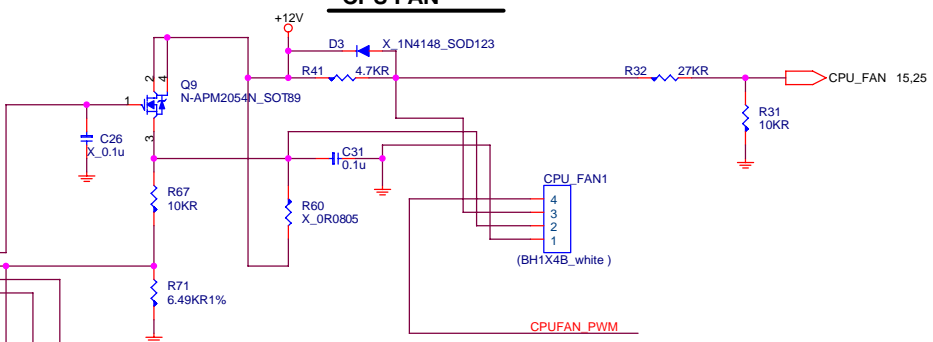 CPU FAN
+12V
D3 X_1N4148_SOD123
R41 4.7KR
R32 27KR
CPU_FAN 15,25
2 4
Q9
N-APM2054N_SOT89
1
3
R31
10KR
C26
X_0.1u
C31
0.1u
R67
10KR
R60
X_0R0805
CPU_FAN1
4
3
2
1
(BH1X4B_white )
R71
6.49KR1%
CPUFAN_PWM